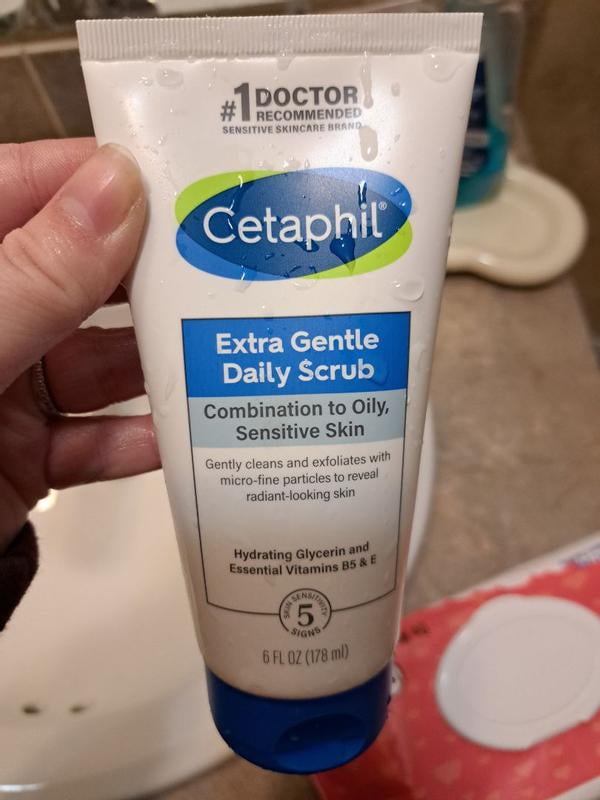 #1 DOCTOR
RECOMMENDED
SENSITIVE SKINCARE BRAND
Cetaphil®
Extra Gentle
Daily Scrub
Combination to Oily,
Sensitive Skin
Gently cleans and exfoliates with
micro-fine particles to reveal
radiant-looking skin
Hydrating Glycerin and
Essential Vitamins B5 & E
SKIN SENSITIVITY
5
SIGNS
6 FL OZ (178 ml)